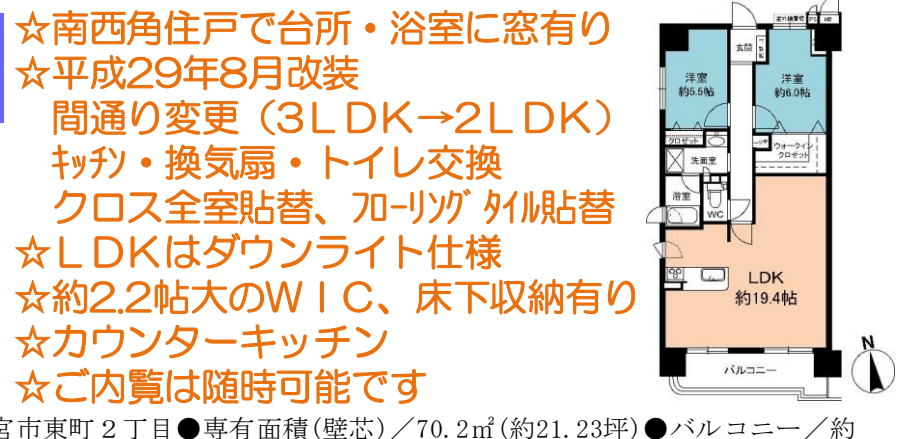 ☆南西角住戸で台所・浴室に窓有り
☆平成29年8月改装
間通り変更（3ＬＤＫ→2ＬＤＫ）
ｷｯﾁﾝ・換気扇・トイレ交換
クロス全室貼替、ﾌﾛｰﾘﾝｸﾞﾀｲﾙ貼替
☆ＬＤＫはダウンライト仕様
☆約2.2帖大のＷＩＣ、床下収納有り
☆カウンターキッチン
☆ご内覧は随時可能です
PS
MB
玄関
洋室
約5.5帖
洋室
約6.0帖
クロゼット
洗面室
ウォークイン
クロゼット
浴室
WC
LDK
約19.4帖
バルコニー
N
宮市東町２丁目●専有面積(壁芯)／70.2㎡(約21.23坪)●バルコニー／約